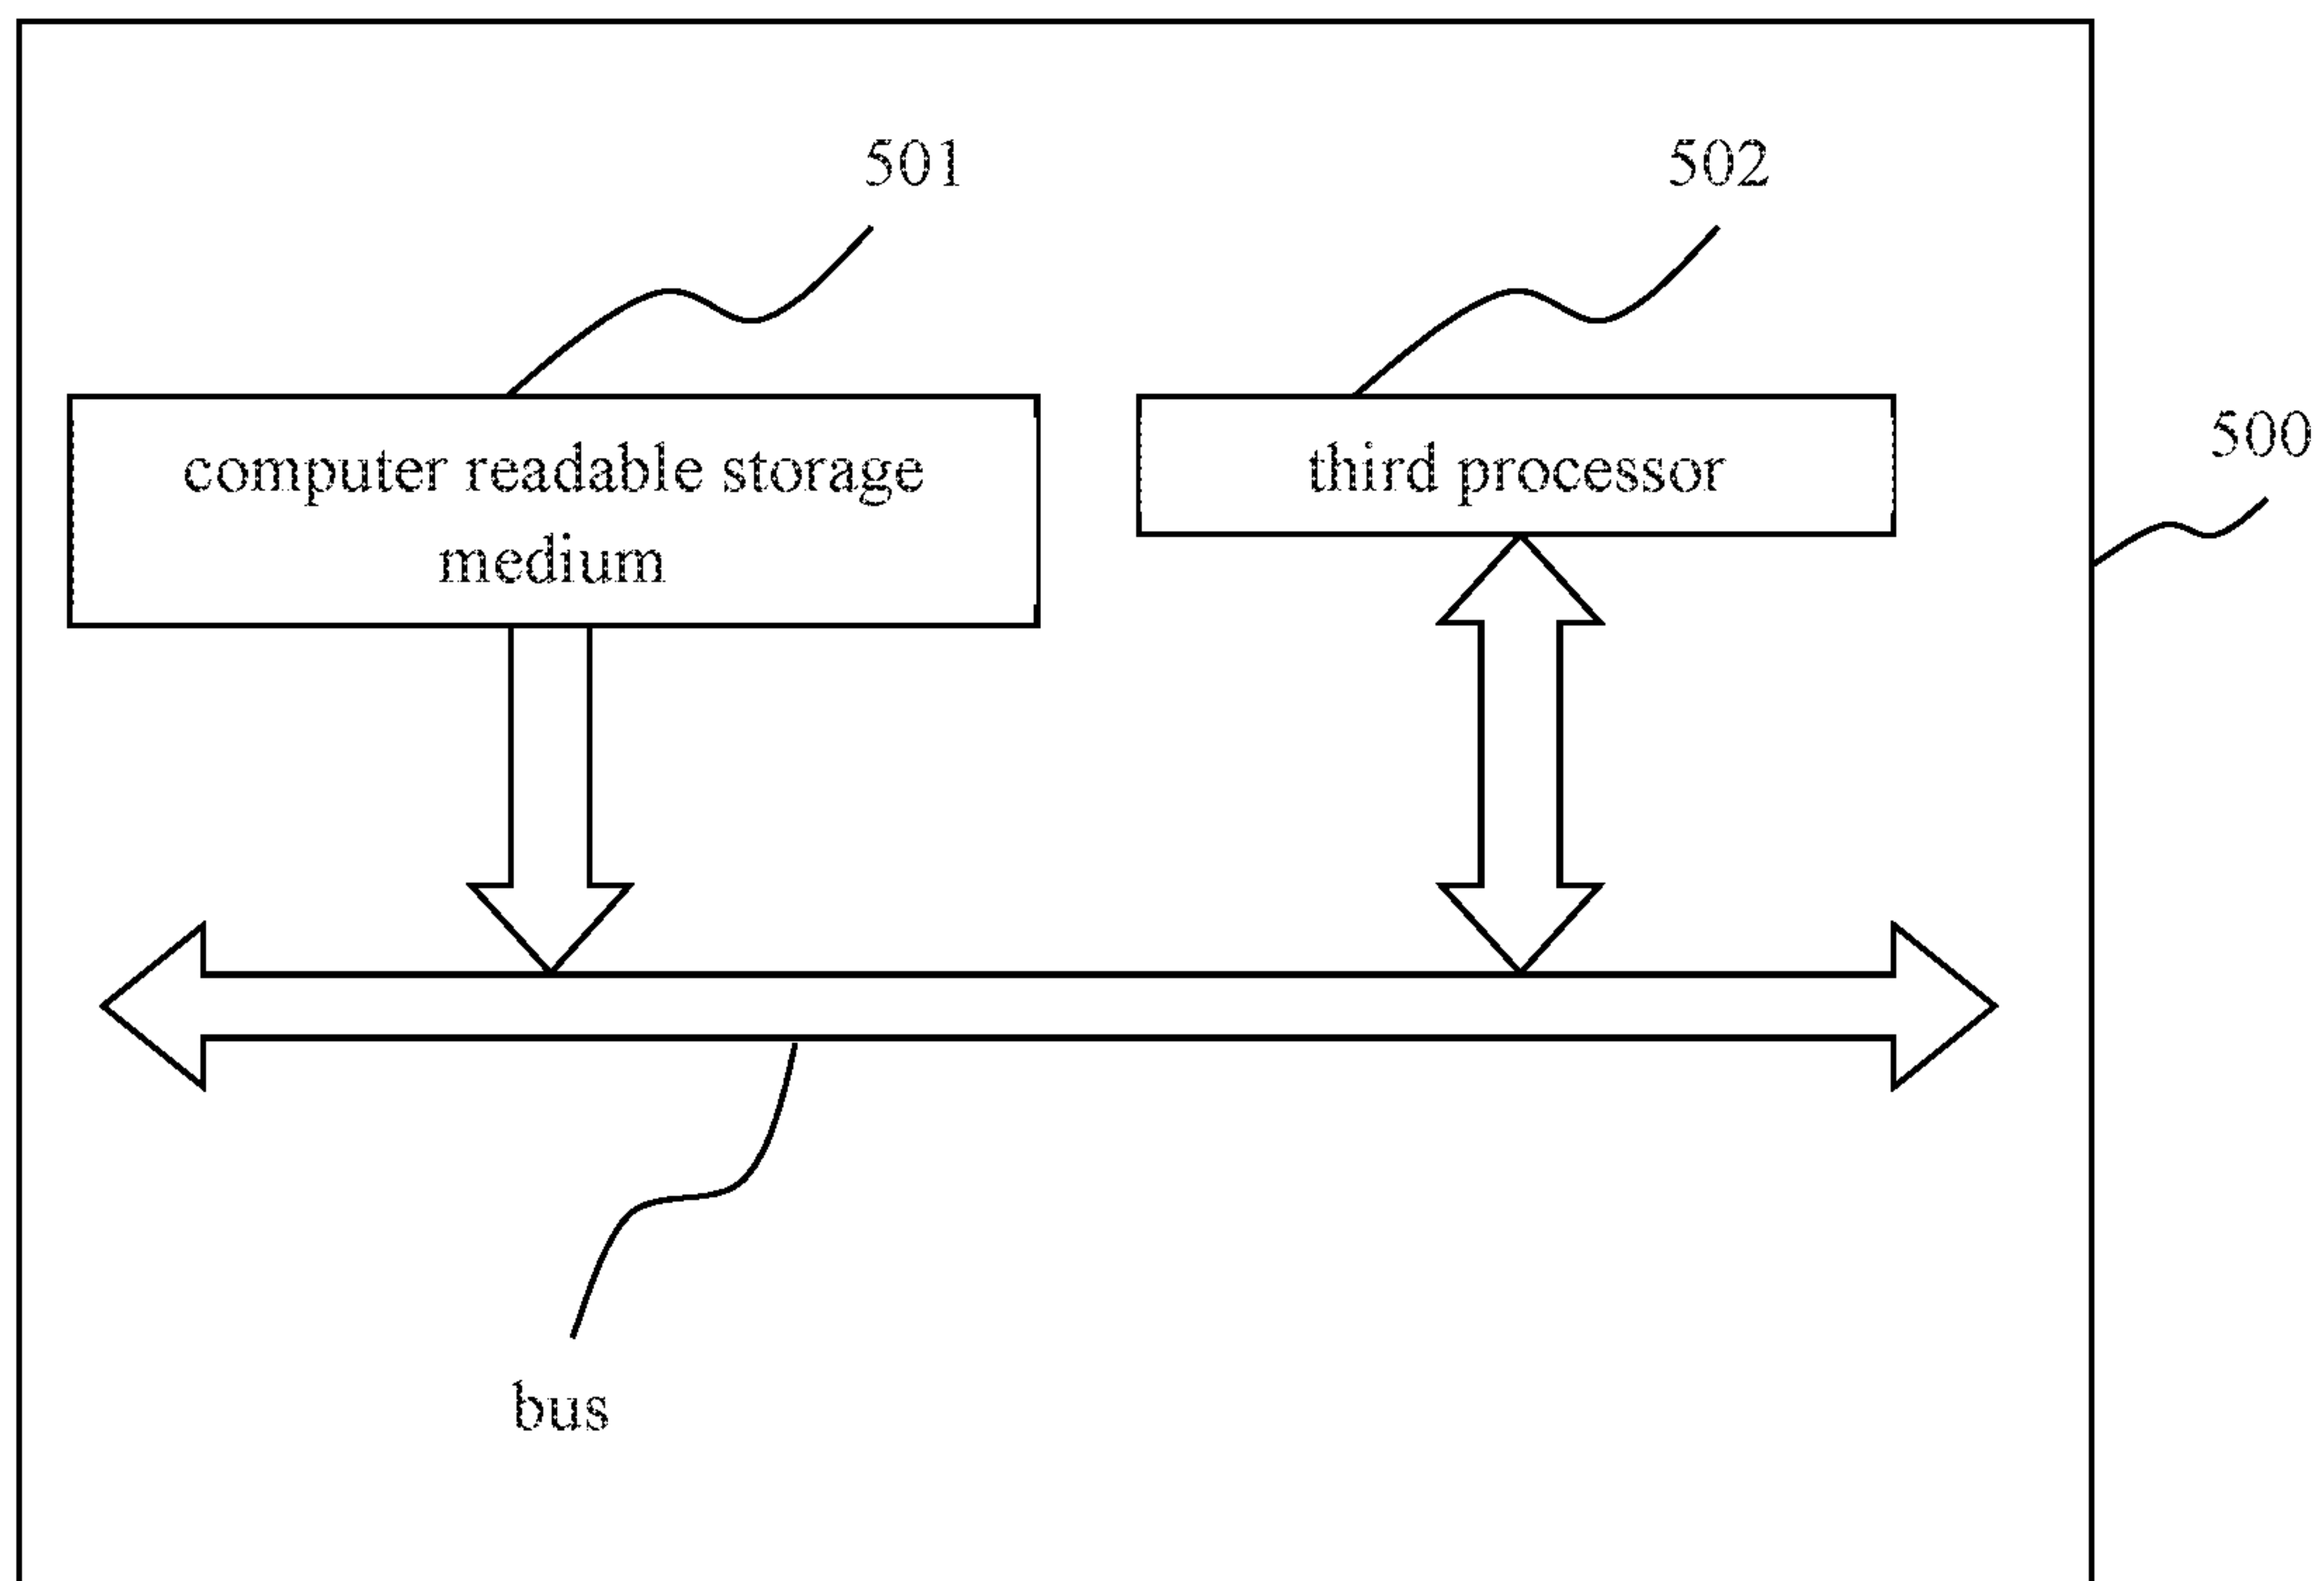 501
502
500
computer readable storage
medium
third processor
bus